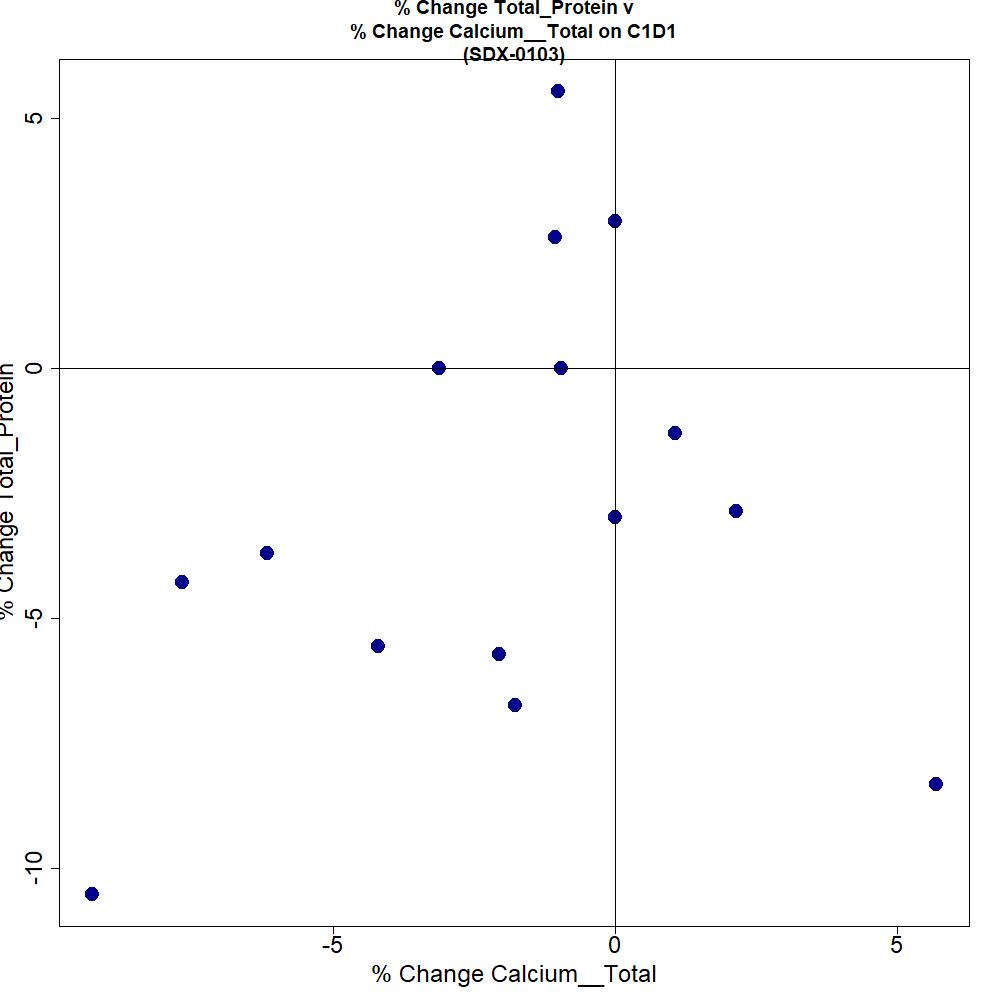 % Change Total_Protein v
% Change Calcium__Total on C1D1
(SDX-0103)
5
0
-5
-10
% Change Total_Protein
-5
0
5
% Change Calcium__Total